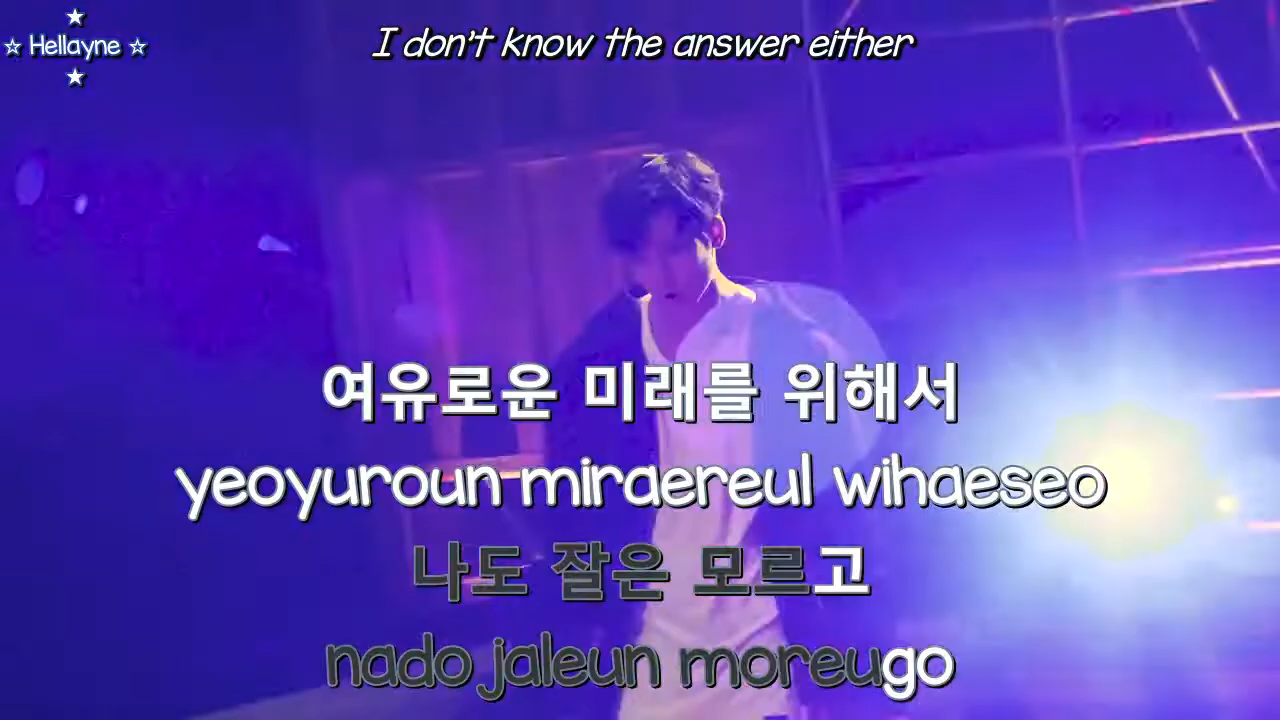 ☆ Hellayne ☆
I don't know the answer either
여유로운 미래를 위해서
yeoyuroun miraereul wihaeseo
나도 잘은 모르고
nado jaleun moreugo